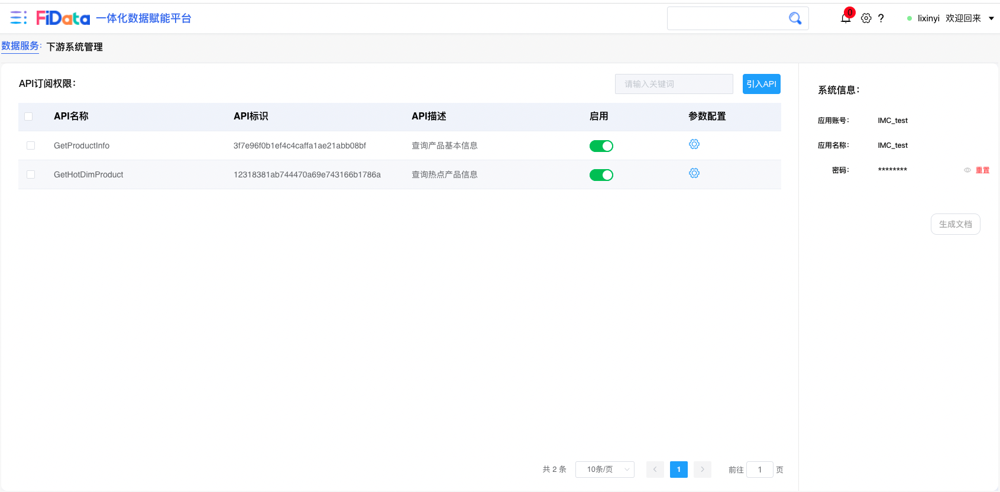 FiData 一体化数据赋能平台
0 ? lixinyi 欢迎回来
数据服务: 下游系统管理
API订阅权限： 请输入关键词 引入API
API名称 API标识 API描述 启用 参数配置
GetProductInfo 3f7e96f0b1ef4c4caffa1ae21abb08bf 查询产品基本信息
GetHotDimProduct 12318381ab744470a69e743166b1786a 查询热点产品信息
共 2 条 10条/页 1 前往 1 页
系统信息：
应用账号： IMC_test
应用名称： IMC_test
密码： ******** 重置
生成文档